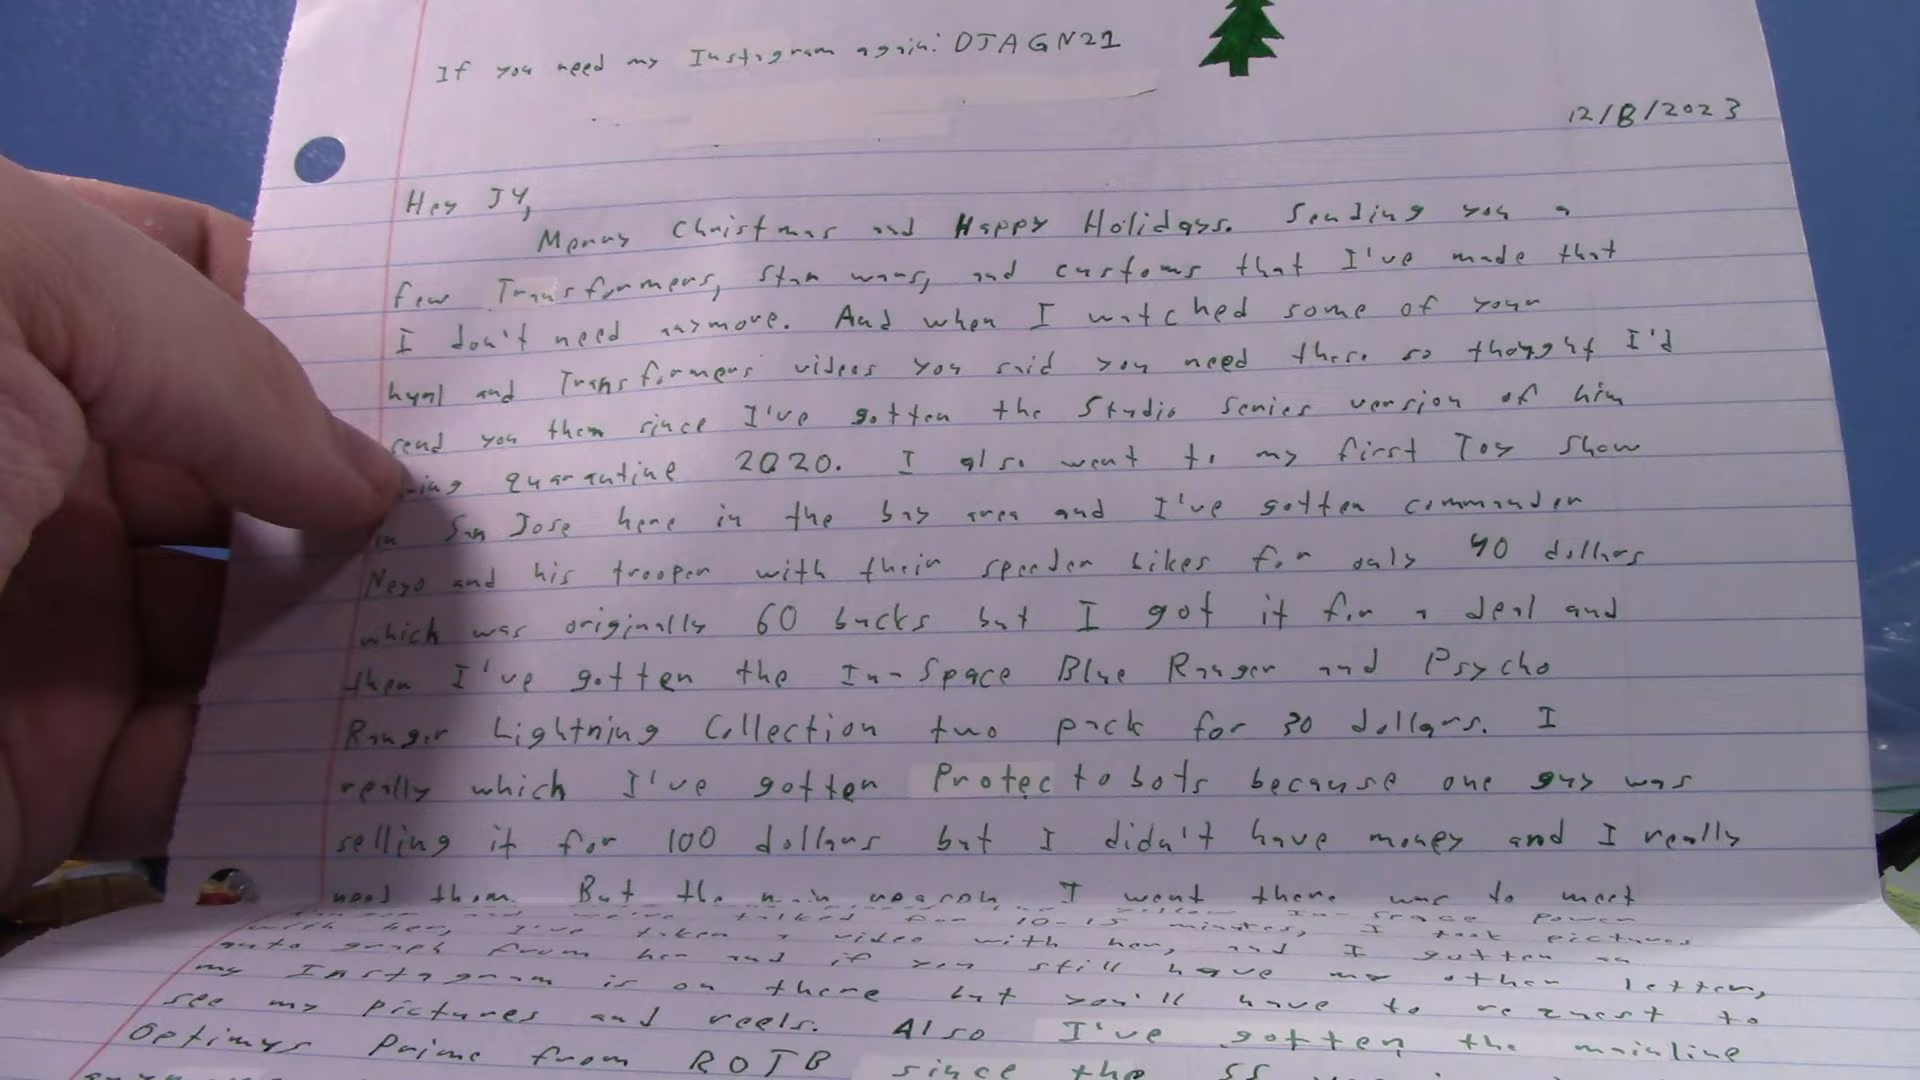 If you need my Instagram again: DJAGN21
12/8/2023
Hey JY,
Merry Christmas and Happy Holidays. Sending you a
few Transformers, Star wars, and customs that I've made that
I don't need anymore. And when I watched some of your
hual and Transformers videos you said you need these so thought I'd
send you them since I've gotten the Studio Series version of him
quarantine 2020. I also went to my first Toy Show
in San Jose here in the bay area and I've gotten commander
Neyo and his trooper with their speeder bikes for only 40 dollars
which was originally 60 bucks but I got it for a deal and
then I've gotten the In-Space Blue Ranger and Psycho
Ranger Lightning Collection two pack for 30 dollars. I
really which I've gotten Protectobots because one guy was
selling it for 100 dollars but I didn't have money and I really
need them. But the main reason I went there was to meet
talked for 10-15 minutes, I took pictures
with her, I've taken a video with her, and I gotten an
autograph from her and if you still have my other letter,
my Instagram is on there but you'll have to request to
see my pictures and reels. Also I've gotten the mainline
Optimus Prime from ROTB since the SS